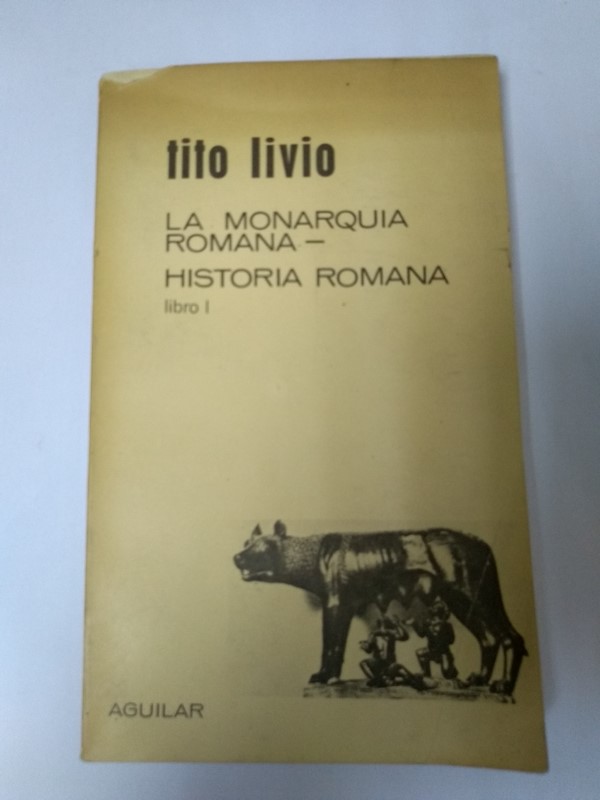 tito livio
LA MONARQUIA
ROMANA —
HISTORIA ROMANA
libro I
AGUILAR